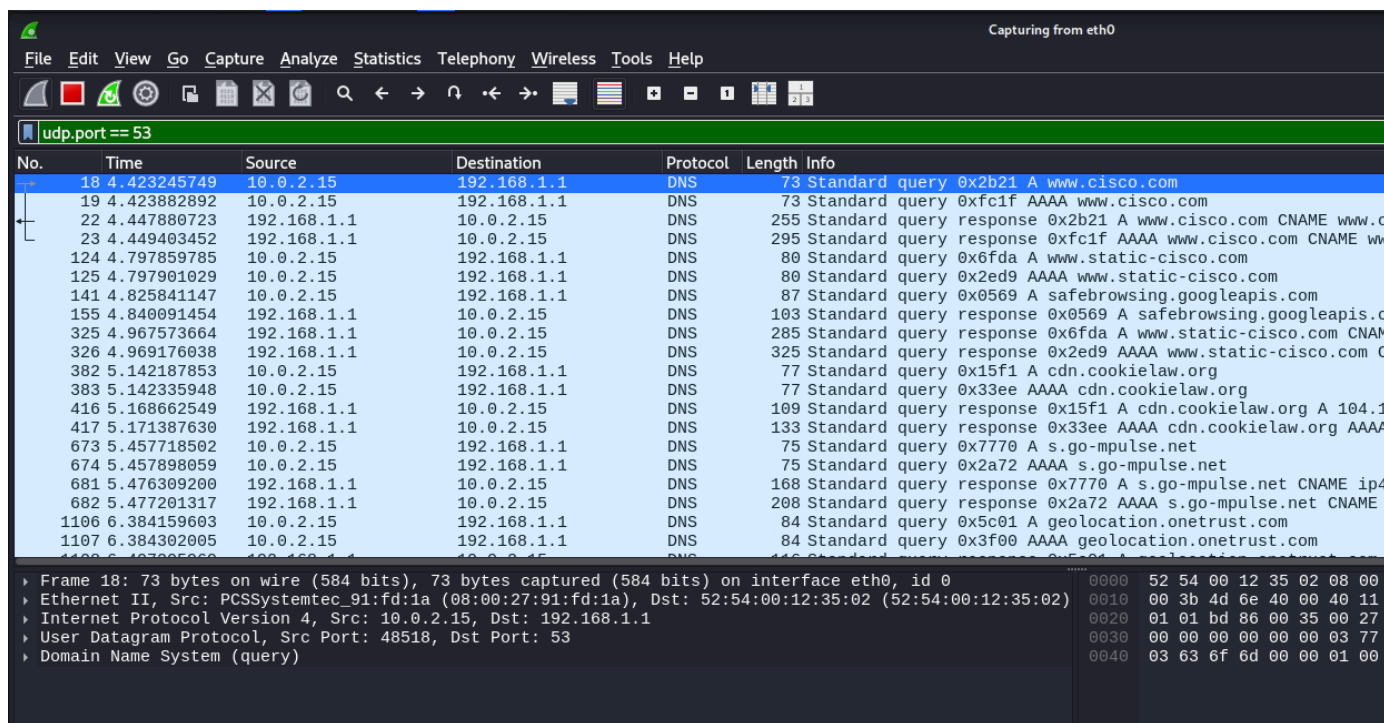 Capturing from eth0
File Edit View Go Capture Analyze Statistics Telephony Wireless Tools Help
udp.port == 53
No. Time Source Destination Protocol Length Info
18 4.423245749 10.0.2.15 192.168.1.1 DNS 73 Standard query 0x2b21 A www.cisco.com
19 4.423882892 10.0.2.15 192.168.1.1 DNS 73 Standard query 0xfc1f AAAA www.cisco.com
22 4.447880723 192.168.1.1 10.0.2.15 DNS 255 Standard query response 0x2b21 A www.cisco.com CNAME www.c
23 4.449403452 192.168.1.1 10.0.2.15 DNS 295 Standard query response 0xfc1f AAAA www.cisco.com CNAME ww
124 4.797859785 10.0.2.15 192.168.1.1 DNS 80 Standard query 0x6fda A www.static-cisco.com
125 4.797901029 10.0.2.15 192.168.1.1 DNS 80 Standard query 0x2ed9 AAAA www.static-cisco.com
141 4.825841147 10.0.2.15 192.168.1.1 DNS 87 Standard query 0x0569 A safebrowsing.googleapis.com
155 4.840091454 192.168.1.1 10.0.2.15 DNS 103 Standard query response 0x0569 A safebrowsing.googleapis.c
325 4.967573664 192.168.1.1 10.0.2.15 DNS 285 Standard query response 0x6fda A www.static-cisco.com CNAM
326 4.969176038 192.168.1.1 10.0.2.15 DNS 325 Standard query response 0x2ed9 AAAA www.static-cisco.com C
382 5.142187853 10.0.2.15 192.168.1.1 DNS 77 Standard query 0x15f1 A cdn.cookielaw.org
383 5.142335948 10.0.2.15 192.168.1.1 DNS 77 Standard query 0x33ee AAAA cdn.cookielaw.org
416 5.168662549 192.168.1.1 10.0.2.15 DNS 109 Standard query response 0x15f1 A cdn.cookielaw.org A 104.1
417 5.171387630 192.168.1.1 10.0.2.15 DNS 133 Standard query response 0x33ee AAAA cdn.cookielaw.org AAAA
673 5.457718502 10.0.2.15 192.168.1.1 DNS 75 Standard query 0x7770 A s.go-mpulse.net
674 5.457898059 10.0.2.15 192.168.1.1 DNS 75 Standard query 0x2a72 AAAA s.go-mpulse.net
681 5.476309200 192.168.1.1 10.0.2.15 DNS 168 Standard query response 0x7770 A s.go-mpulse.net CNAME ip4
682 5.477201317 192.168.1.1 10.0.2.15 DNS 208 Standard query response 0x2a72 AAAA s.go-mpulse.net CNAME
1106 6.384159603 10.0.2.15 192.168.1.1 DNS 84 Standard query 0x5c01 A geolocation.onetrust.com
1107 6.384302005 10.0.2.15 192.168.1.1 DNS 84 Standard query 0x3f00 AAAA geolocation.onetrust.com
Frame 18: 73 bytes on wire (584 bits), 73 bytes captured (584 bits) on interface eth0, id 0
Ethernet II, Src: PCSSystemtec_91:fd:1a (08:00:27:91:fd:1a), Dst: 52:54:00:12:35:02 (52:54:00:12:35:02)
Internet Protocol Version 4, Src: 10.0.2.15, Dst: 192.168.1.1
User Datagram Protocol, Src Port: 48518, Dst Port: 53
Domain Name System (query)
0000 52 54 00 12 35 02 08 00
0010 00 3b 4d 6e 40 00 40 11
0020 01 01 bd 86 00 35 00 27
0030 00 00 00 00 00 00 03 77
0040 03 63 6f 6d 00 00 01 00